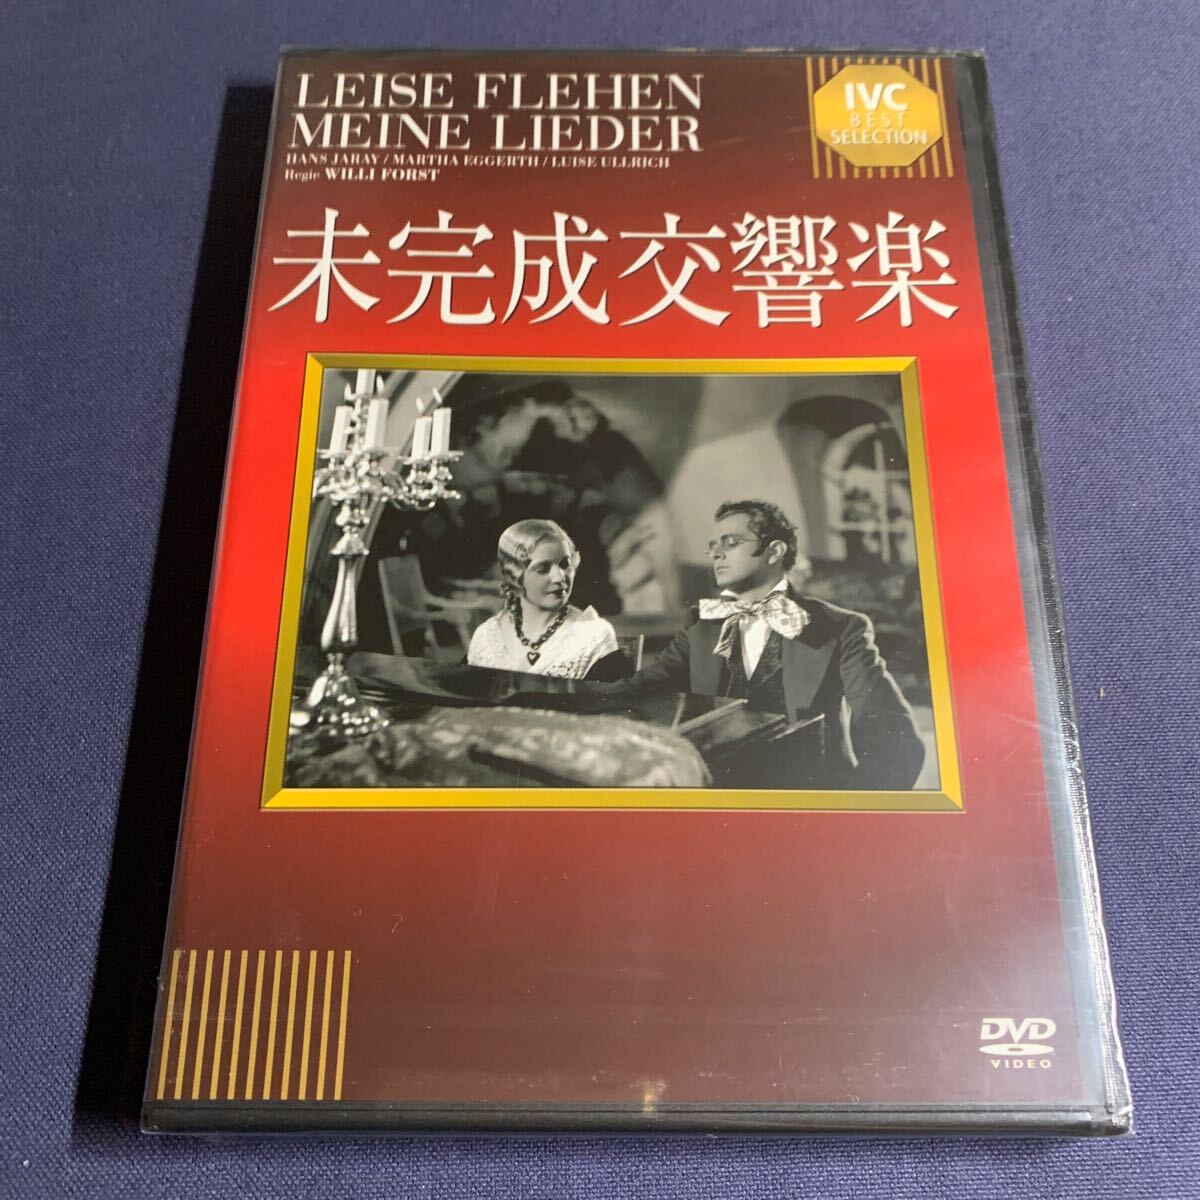 LEISE FLEHEN
MEINE LIEDER
HANS JARAY / MARTHA EGGERTH / LUISE ULLRICH
Regie WILLI FORST
IVC
BEST
SELECTION
未完成交響楽
DVD
VIDEO